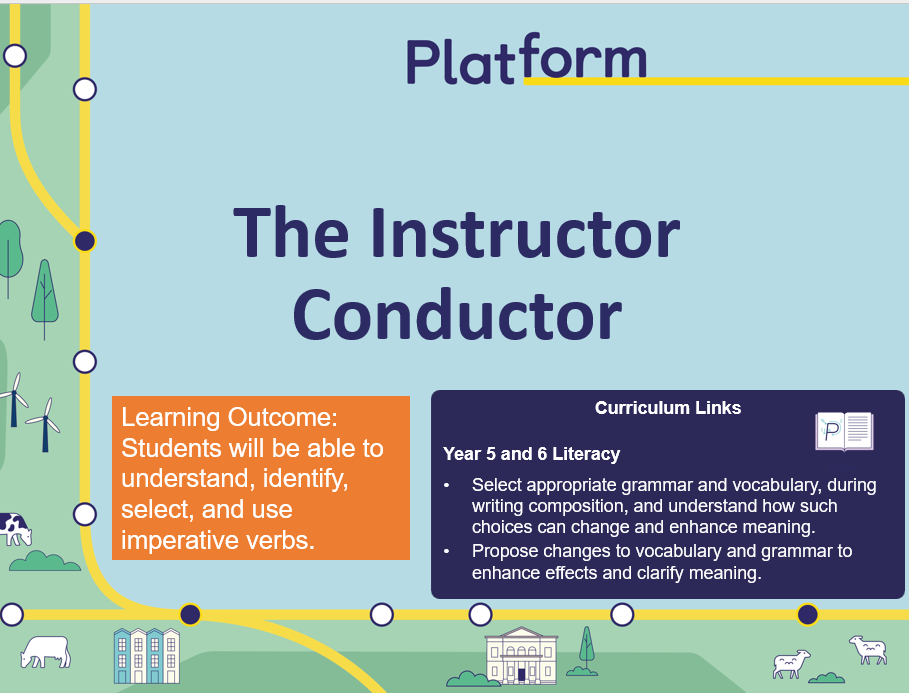 Platform
The Instructor
Conductor
Learning Outcome:
Students will be able to
understand, identify,
select, and use
imperative verbs.
Curriculum Links
P
Year 5 and 6 Literacy
• Select appropriate grammar and vocabulary, during
writing composition, and understand how such
choices can change and enhance meaning.
• Propose changes to vocabulary and grammar to
enhance effects and clarify meaning.